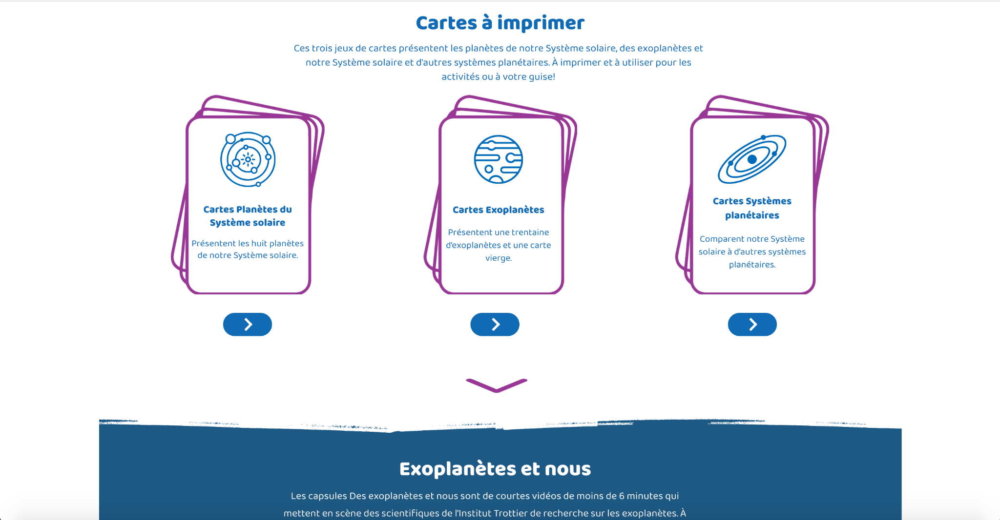 Cartes à imprimer
Ces trois jeux de cartes présentent les planètes de notre Système solaire, des exoplanètes et
notre Système solaire et d'autres systèmes planétaires. À imprimer et à utiliser pour les
activités ou à votre guise!
Cartes Planètes du
Système solaire
Présentent les huit planètes
de notre Système solaire.
Cartes Exoplanètes
Présentent une trentaine
d'exoplanètes et une carte
vierge.
Cartes Systèmes
planétaires
Comparent notre Système
solaire à d'autres systèmes
planétaires.
Exoplanètes et nous
Les capsules Des exoplanètes et nous sont de courtes vidéos de moins de 6 minutes qui
mettent en scène des scientifiques de l'Institut Trottier de recherche sur les exoplanètes. À